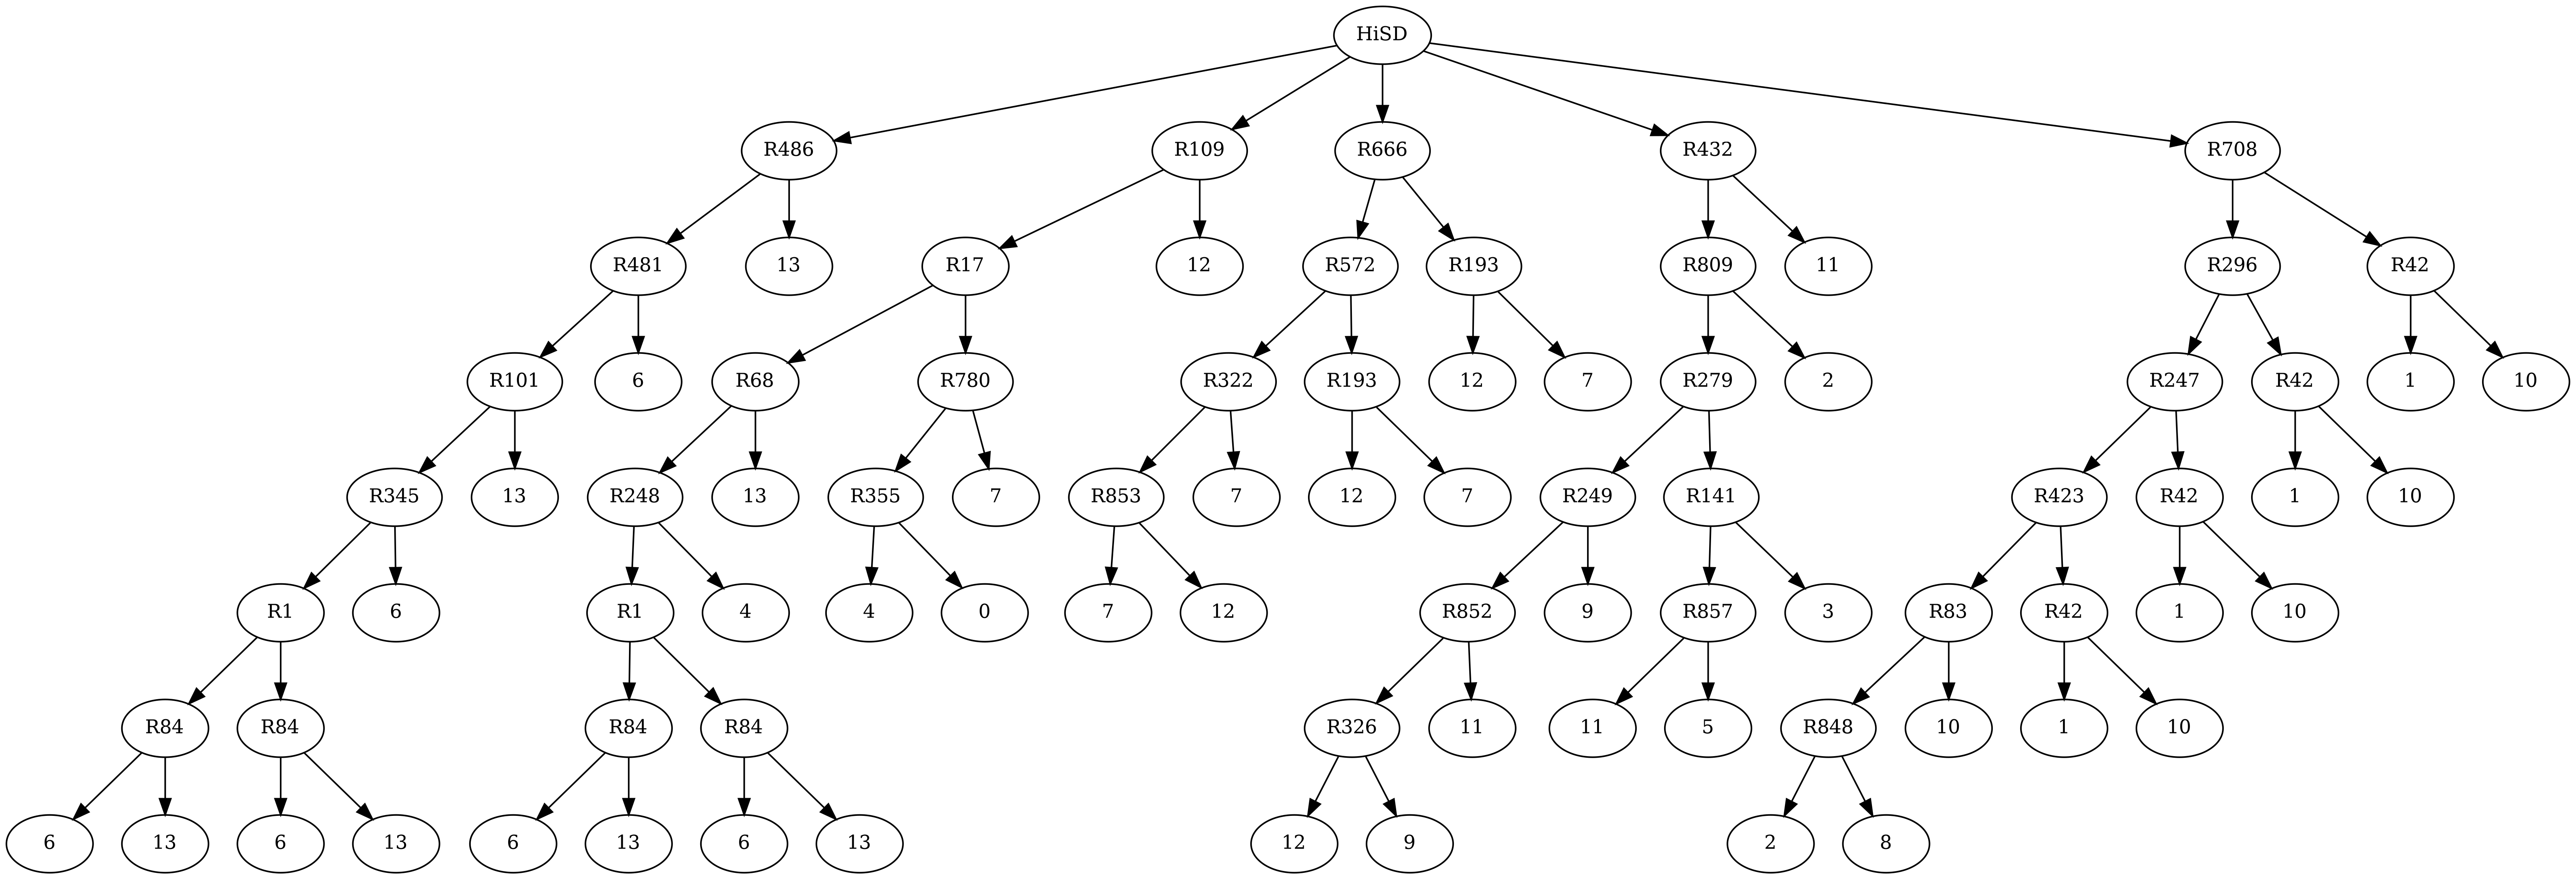 HiSD
R486 R109 R666 R432 R708
R481 13 R17 12 R572 R193 R809 11 R296 R42
R101 6 R68 R780 R322 R193 12 7 R279 2 R247 R42 1 10
R345 13 R248 13 R355 7 R853 7 12 7 R249 R141 R423 R42 1 10
R1 6 R1 4 4 0 7 12 R852 9 R857 3 R83 R42 1 10
R84 R84 R84 R84 R326 11 11 5 R848 10 1 10
6 13 6 13 6 13 6 13 12 9 2 8